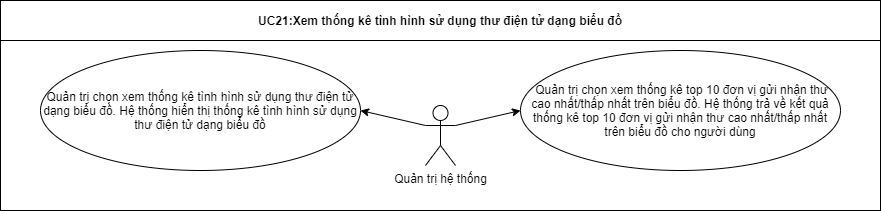 UC21:Xem thống kê tình hình sử dụng thư điện tử dạng biểu đồ
Quản trị chọn xem thống kê tình hình sử dụng thư điện tử
dạng biểu đồ. Hệ thống hiển thị thống kê tình hình sử dụng
thư điện tử dạng biểu đồ
Quản trị chọn xem thống kê top 10 đơn vị gửi nhận thư
cao nhất/thấp nhất trên biểu đồ. Hệ thống trả về kết quả
thống kê top 10 đơn vị gửi nhận thư cao nhất/thấp nhất
trên biểu đồ cho người dùng
Quản trị hệ thống